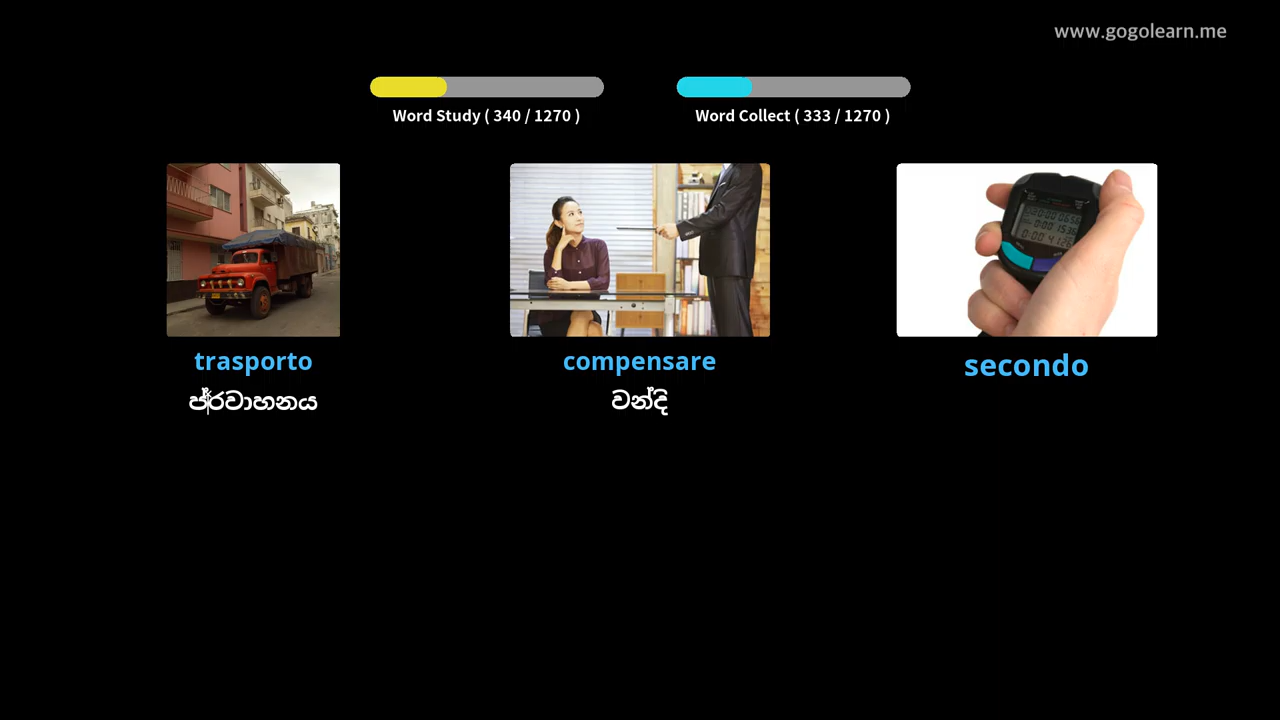 www.gogolearn.me
Word Study ( 340 / 1270 )
Word Collect ( 333 / 1270 )
trasporto
ප්‍රවාහනය
compensare
වන්දි
secondo